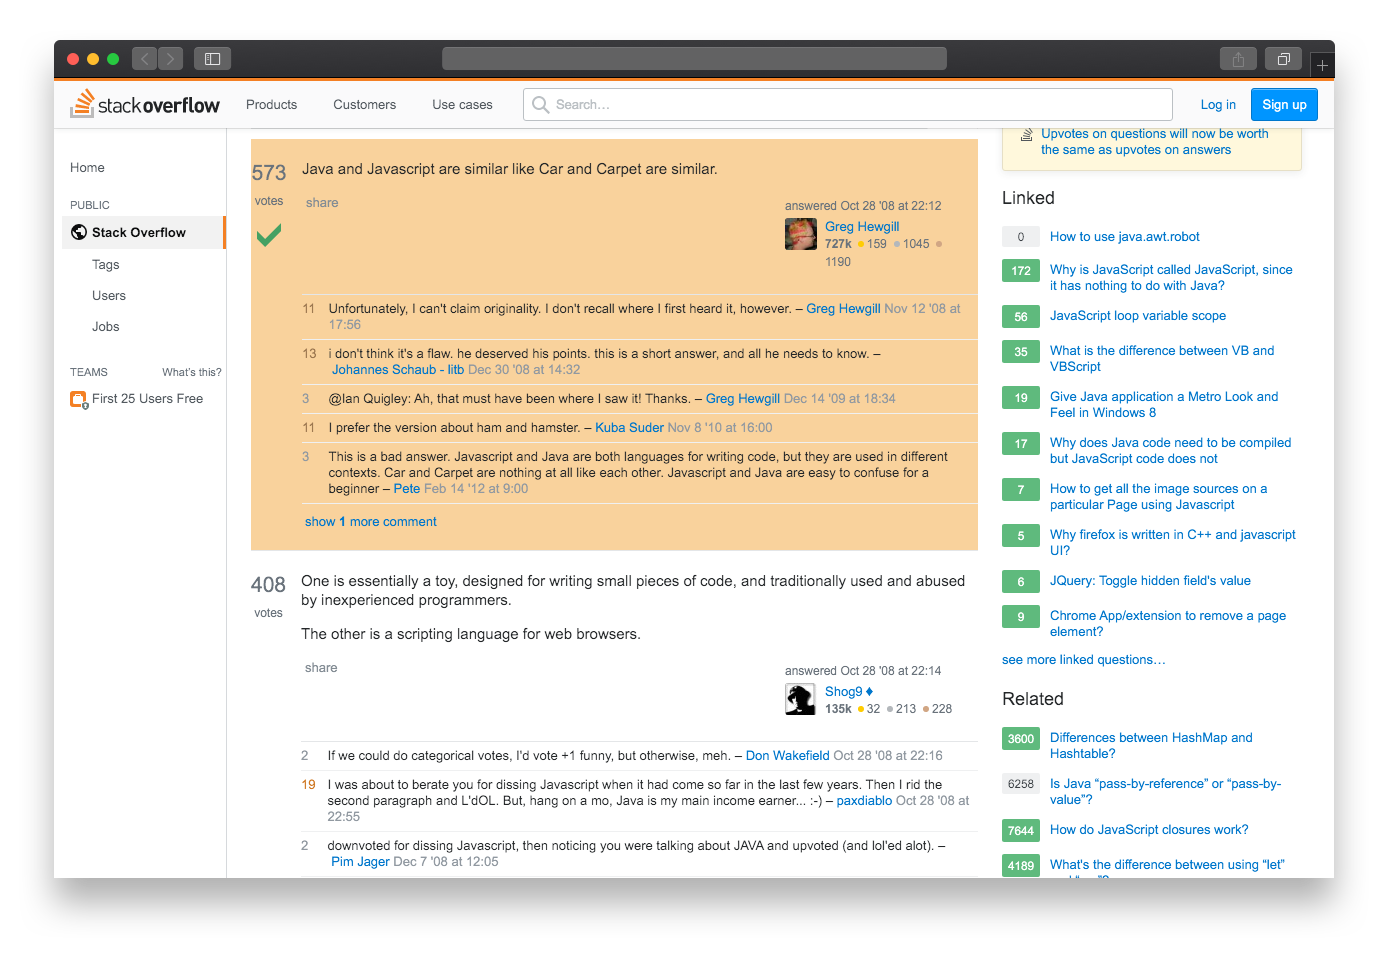 stackoverflow
Products
Customers
Use cases
Search...
Log in
Sign up
Home
PUBLIC
Stack Overflow
Tags
Users
Jobs
TEAMS
What's this?
First 25 Users Free
573
votes
Java and Javascript are similar like Car and Carpet are similar.
share
answered Oct 28 '08 at 22:12
Greg Hewgill
727k 159 1045
1190
11 Unfortunately, I can't claim originality. I don't recall where I first heard it, however. – Greg Hewgill Nov 12 '08 at
17:56
13 i don't think it's a flaw. he deserved his points. this is a short answer, and all he needs to know. –
Johannes Schaub - litb Dec 30 '08 at 14:32
3 @Ian Quigley: Ah, that must have been where I saw it! Thanks. – Greg Hewgill Dec 14 '09 at 18:34
11 I prefer the version about ham and hamster. – Kuba Suder Nov 8 '10 at 16:00
3 This is a bad answer. Javascript and Java are both languages for writing code, but they are used in different
contexts. Car and Carpet are nothing at all like each other. Javascript and Java are easy to confuse for a
beginner – Pete Feb 14 '12 at 9:00
show 1 more comment
408
votes
One is essentially a toy, designed for writing small pieces of code, and traditionally used and abused
by inexperienced programmers.
The other is a scripting language for web browsers.
share
answered Oct 28 '08 at 22:14
Shog9 ♦
135k 32 213 228
2 If we could do categorical votes, I'd vote +1 funny, but otherwise, meh. – Don Wakefield Oct 28 '08 at 22:16
19 I was about to berate you for dissing Javascript when it had come so far in the last few years. Then I rid the
second paragraph and L'dOL. But, hang on a mo, Java is my main income earner... :-) – paxdiablo Oct 28 '08 at
22:55
2 downvoted for dissing Javascript, then noticing you were talking about JAVA and upvoted (and lol'ed alot). –
Pim Jager Dec 7 '08 at 12:05
Upvotes on questions will now be worth
the same as upvotes on answers
Linked
0 How to use java.awt.robot
172 Why is JavaScript called JavaScript, since
it has nothing to do with Java?
56 JavaScript loop variable scope
35 What is the difference between VB and
VBScript
19 Give Java application a Metro Look and
Feel in Windows 8
17 Why does Java code need to be compiled
but JavaScript code does not
7 How to get all the image sources on a
particular Page using Javascript
5 Why firefox is written in C++ and javascript
UI?
6 JQuery: Toggle hidden field's value
9 Chrome App/extension to remove a page
element?
see more linked questions…
Related
3600 Differences between HashMap and
Hashtable?
6258 Is Java “pass-by-reference” or “pass-by-
value”?
7644 How do JavaScript closures work?
4189 What's the difference between using “let”